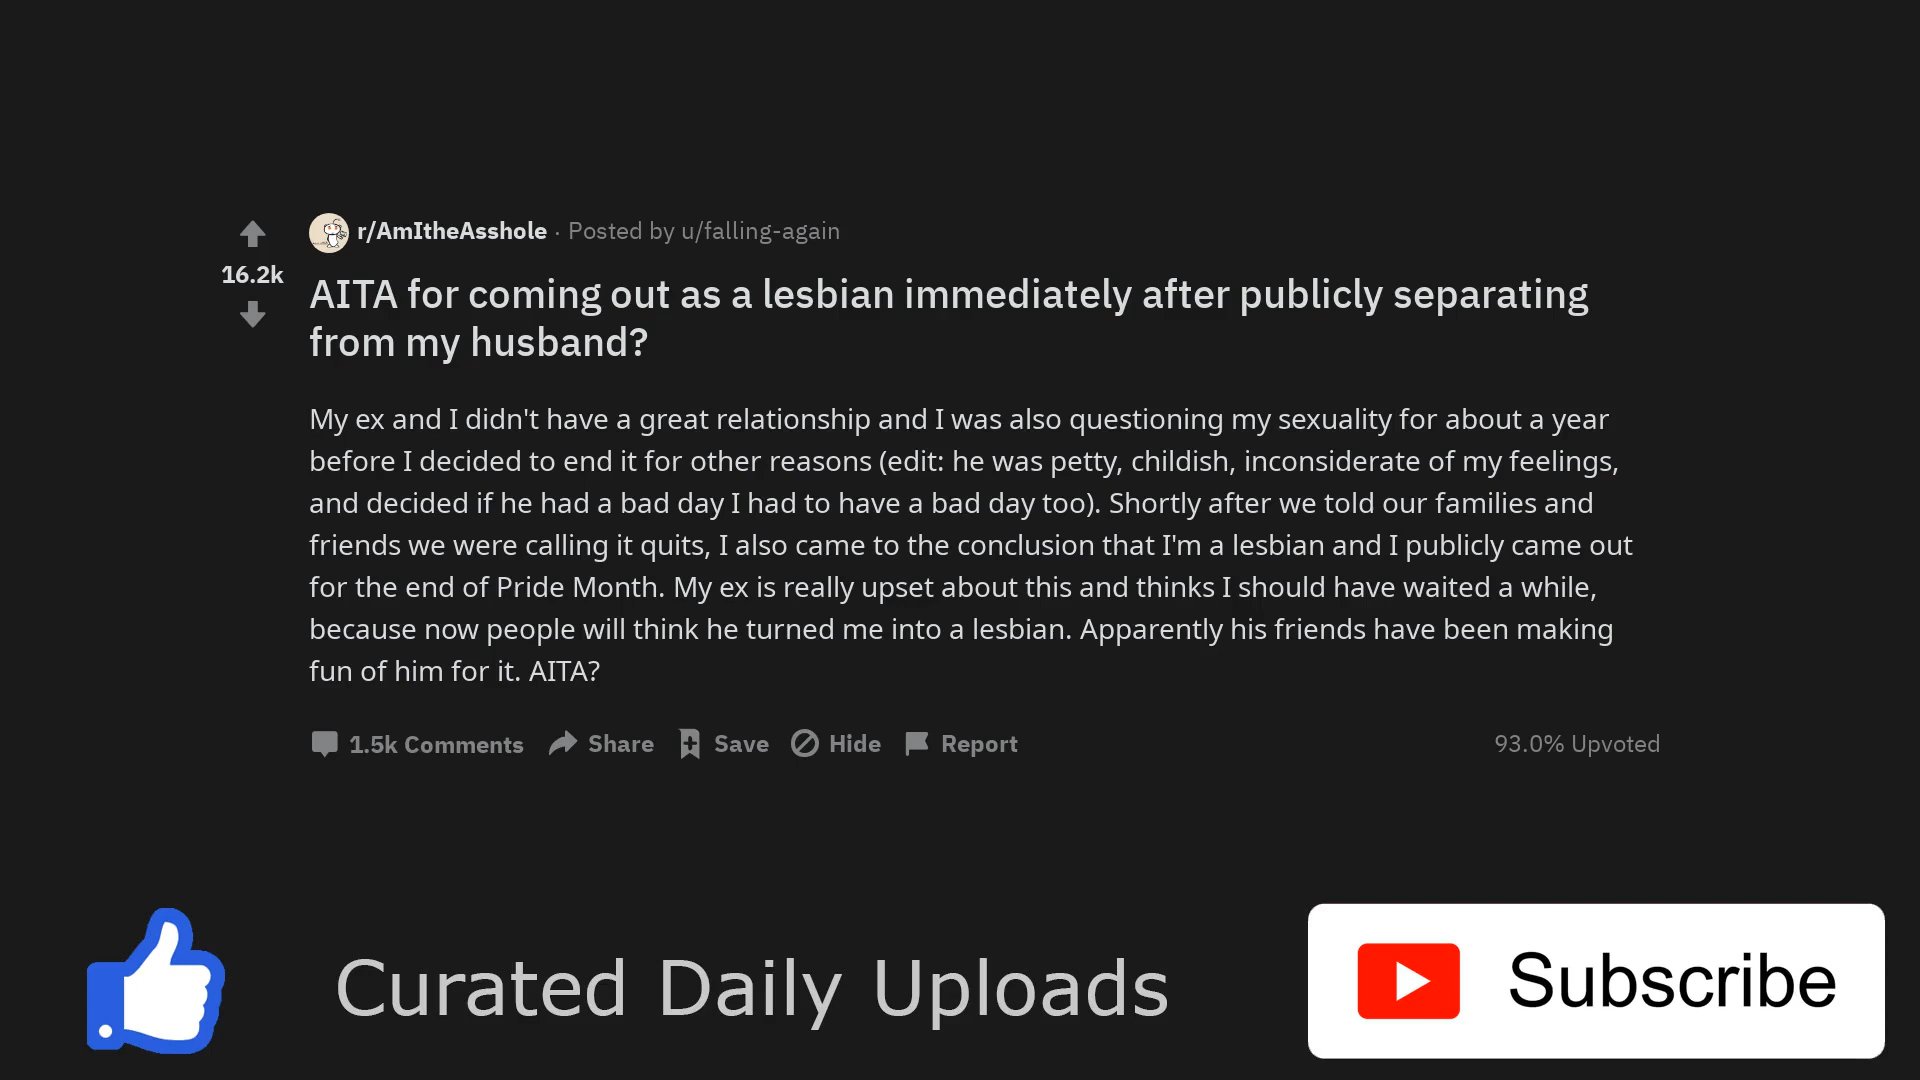 r/AmItheAsshole · Posted by u/falling-again
16.2k
AITA for coming out as a lesbian immediately after publicly separating
from my husband?
My ex and I didn't have a great relationship and I was also questioning my sexuality for about a year
before I decided to end it for other reasons (edit: he was petty, childish, inconsiderate of my feelings,
and decided if he had a bad day I had to have a bad day too). Shortly after we told our families and
friends we were calling it quits, I also came to the conclusion that I'm a lesbian and I publicly came out
for the end of Pride Month. My ex is really upset about this and thinks I should have waited a while,
because now people will think he turned me into a lesbian. Apparently his friends have been making
fun of him for it. AITA?
1.5k Comments Share Save Hide Report 93.0% Upvoted
Curated Daily Uploads
Subscribe